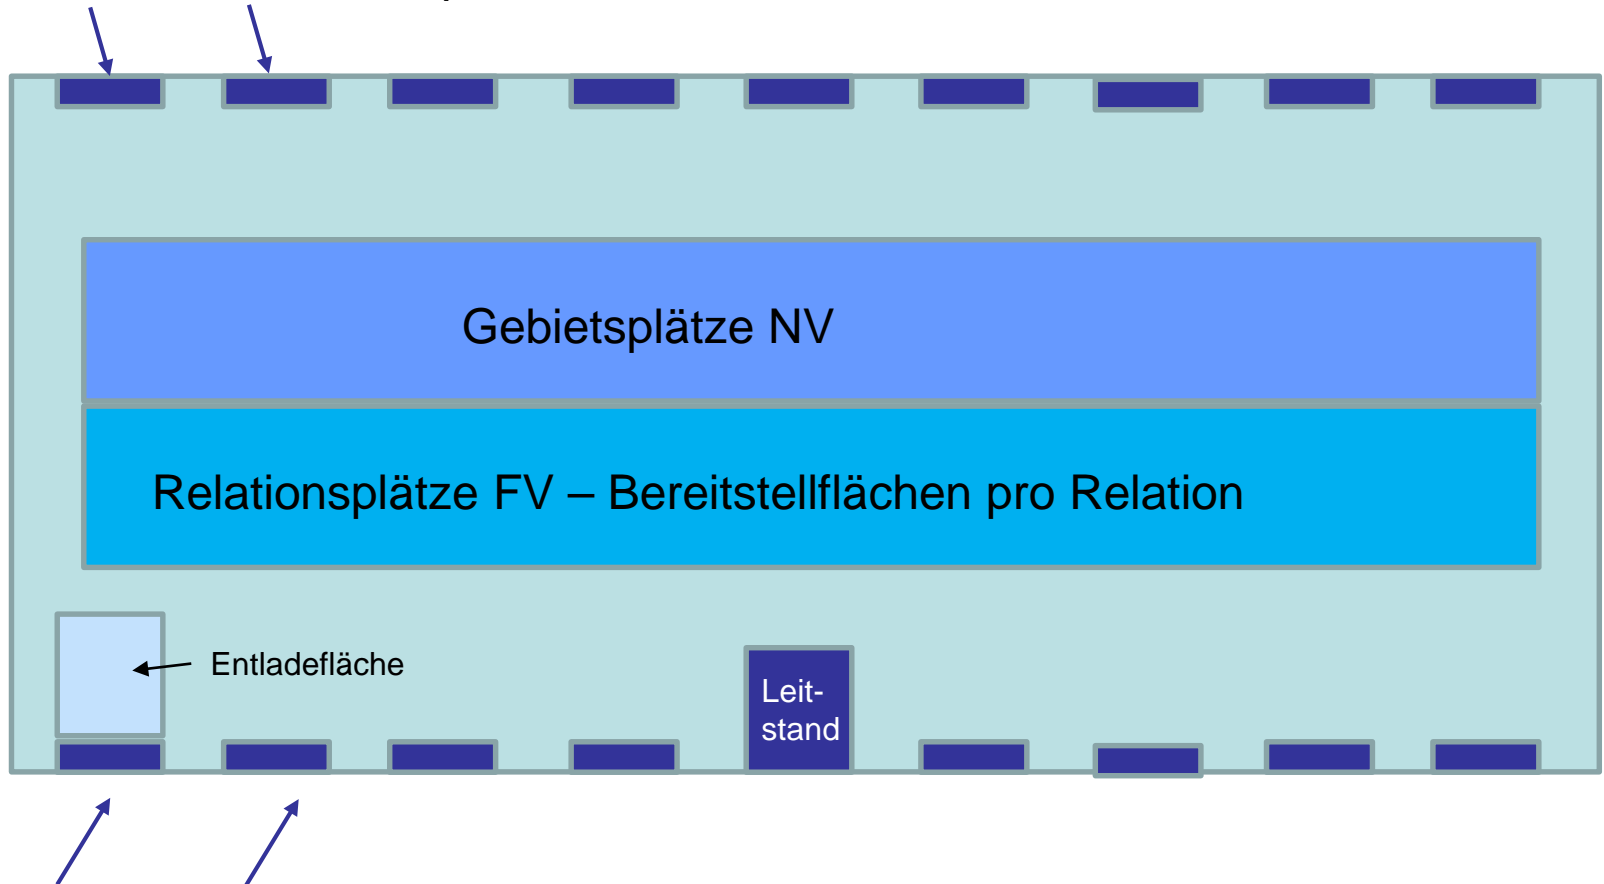 Gebietsplätze NV
Relationsplätze FV – Bereitstellflächen pro Relation
Entladefläche
Leit-
stand